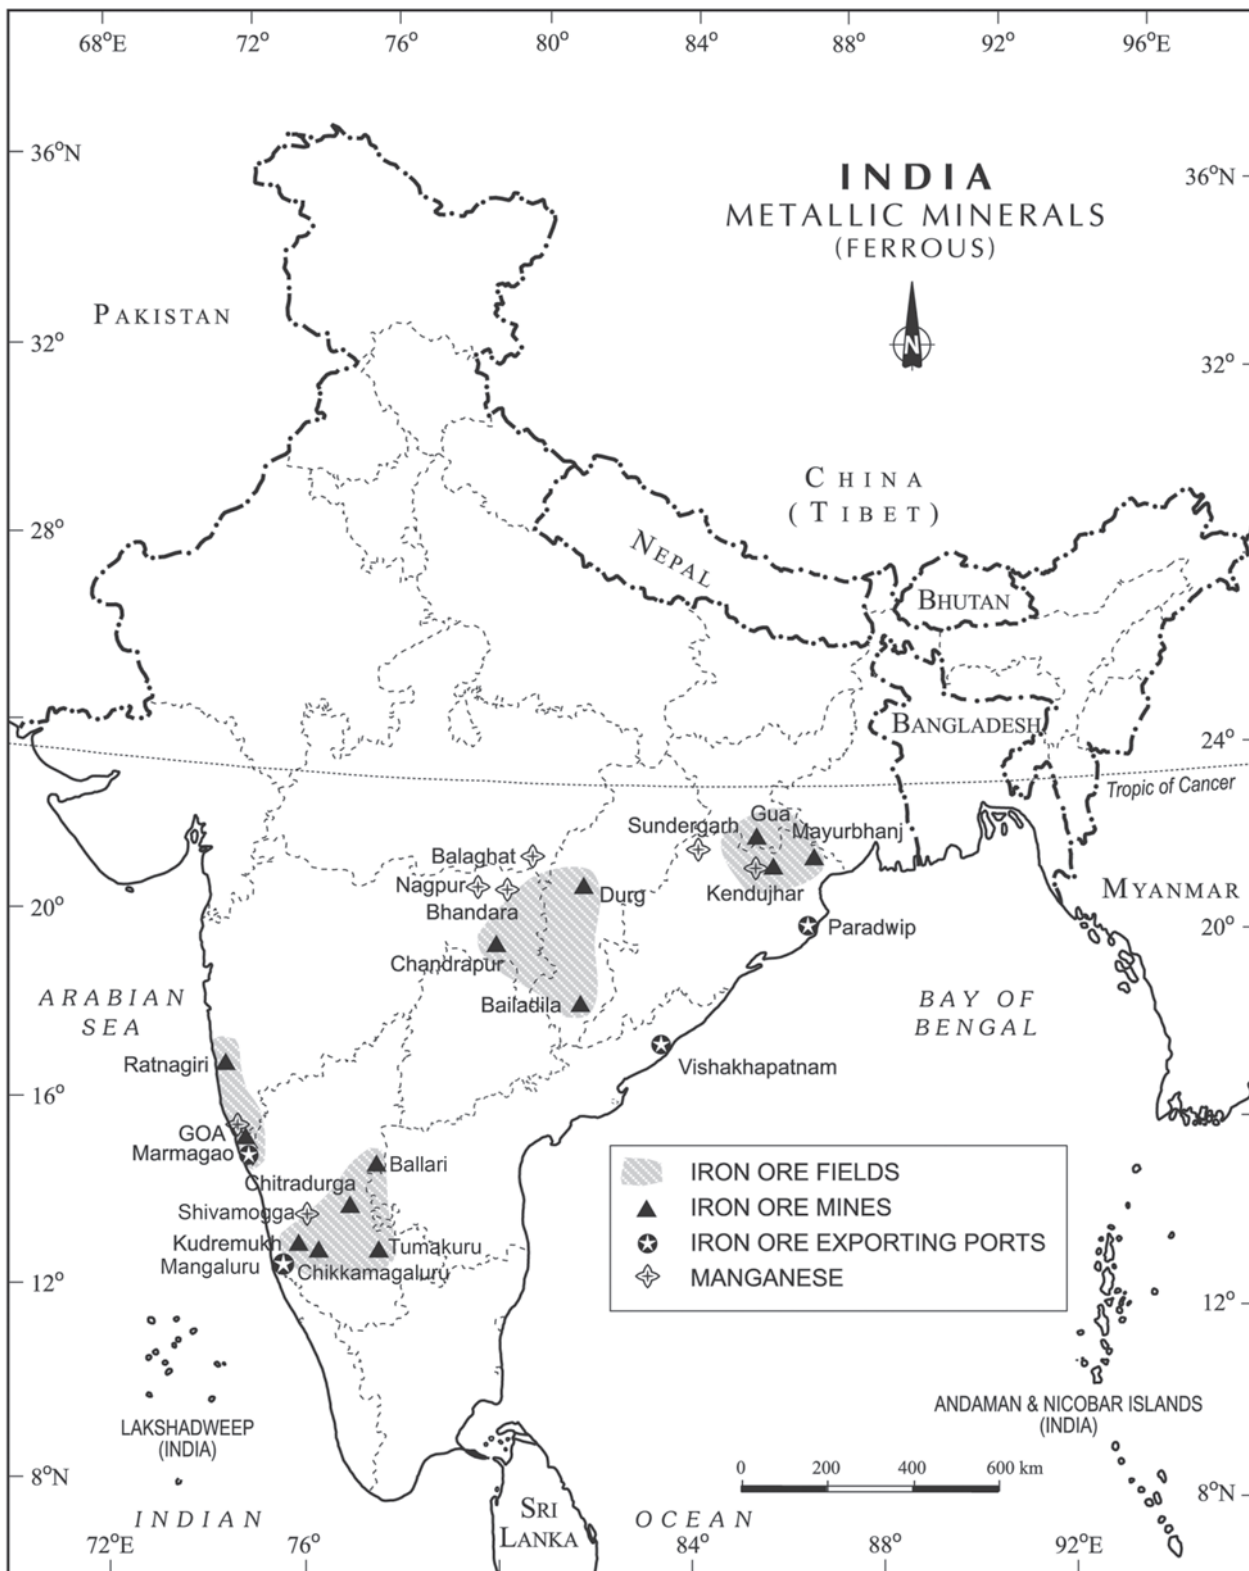 68°E 72° 76° 80° 84° 88° 92° 96°E
36°N
INDIA
METALLIC MINERALS
(FERROUS)
36°N
N
PAKISTAN
32°
32°
CHINA
(TIBET)
28°
NEPAL
BHUTAN
BANGLADESH
24°
Tropic of Cancer
Sundergarh
Gua
Mayurbhanj
Balaghat
Nagpur
Bhandara
Durg
Kendujhar
MYANMAR
20°
20°
Paradwip
Chandrapur
Bailadila
ARABIAN
SEA
BAY OF
BENGAL
Ratnagiri
Vishakhapatnam
16°
GOA
Marmagao
Ballari
Chitradurga
Shivamogga
Kudremukh
Tumakuru
Mangaluru
Chikkamagaluru
IRON ORE FIELDS
IRON ORE MINES
IRON ORE EXPORTING PORTS
MANGANESE
12°
12°
LAKSHADWEEP
(INDIA)
ANDAMAN & NICOBAR ISLANDS
(INDIA)
0 200 400 600 km
8°N
8°N
SRI
LANKA
INDIAN OCEAN
72°E 76° 84° 88° 92°E